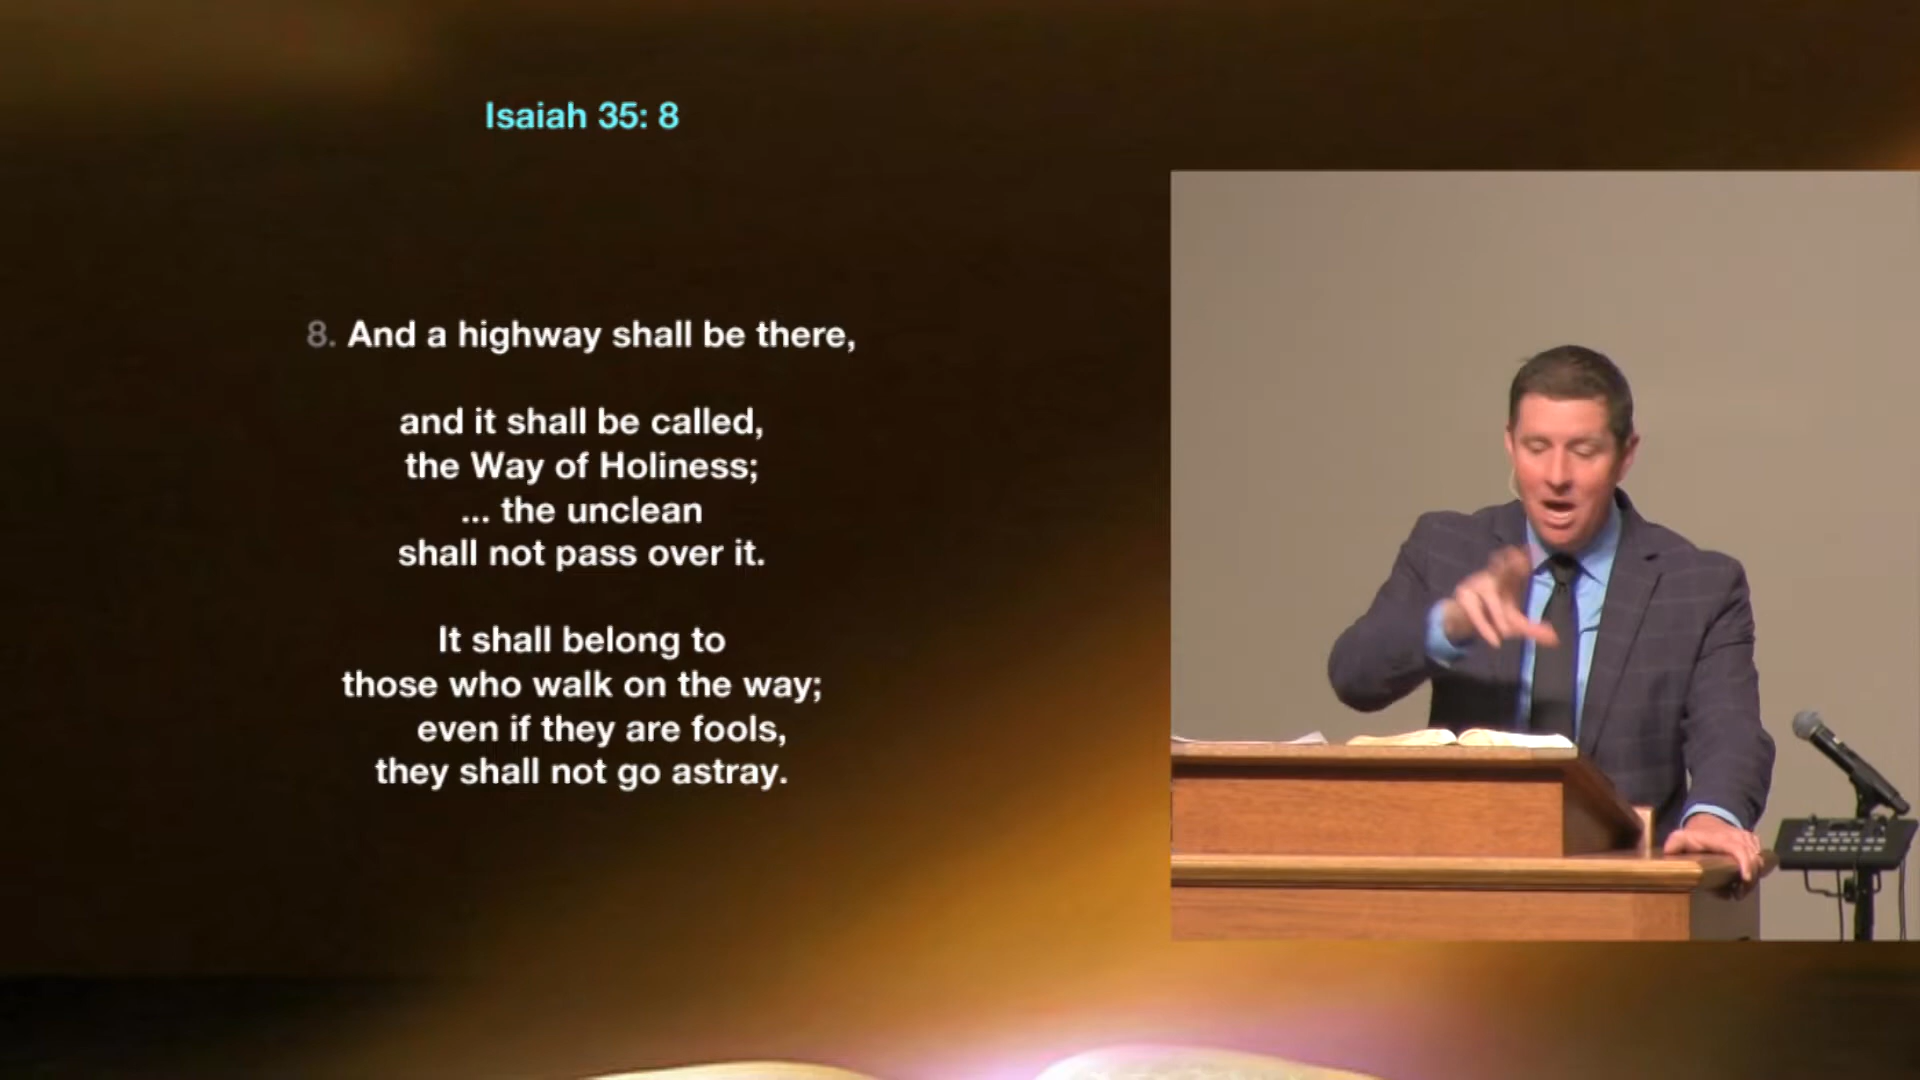 Isaiah 35: 8
8. And a highway shall be there,
and it shall be called,
the Way of Holiness;
... the unclean
shall not pass over it.
It shall belong to
those who walk on the way;
even if they are fools,
they shall not go astray.